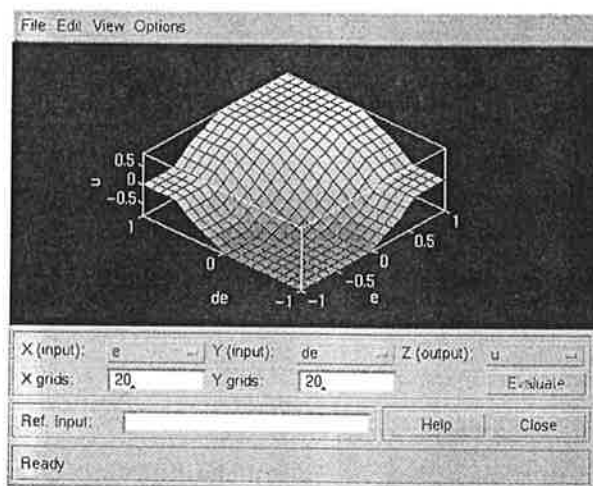 File Edit View Options
0.5
0
-0.5
u
1
0
-1
de
-1
-0.5
0
0.5
1
e
X (input): e Y (input): de Z (output): u
X grids: 20 Y grids: 20 Evaluate
Ref. Input: Help Close
Ready